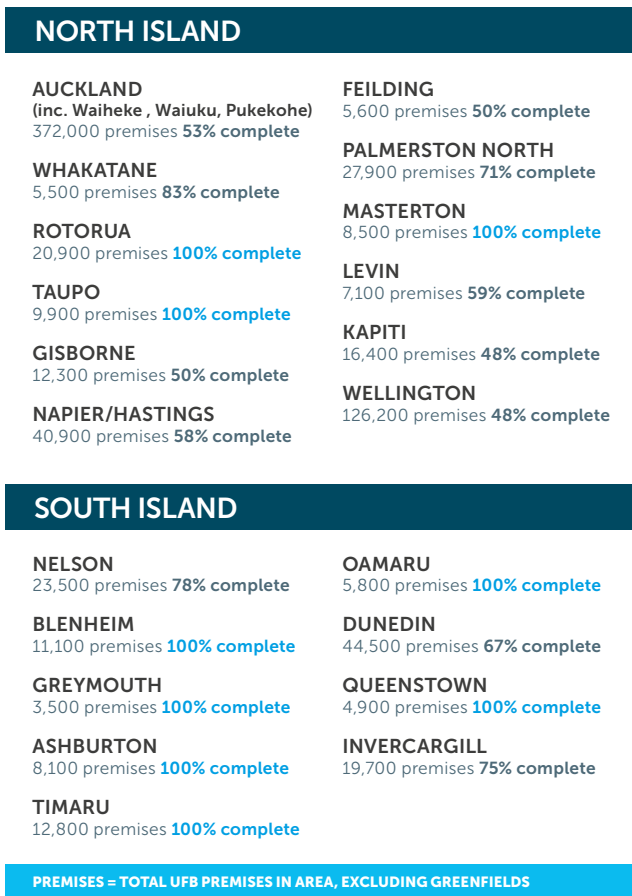 NORTH ISLAND
AUCKLAND
(inc. Waiheke , Waiuku, Pukekohe)
372,000 premises 53% complete
WHAKATANE
5,500 premises 83% complete
ROTORUA
20,900 premises 100% complete
TAUPO
9,900 premises 100% complete
GISBORNE
12,300 premises 50% complete
NAPIER/HASTINGS
40,900 premises 58% complete
FEILDING
5,600 premises 50% complete
PALMERSTON NORTH
27,900 premises 71% complete
MASTERTON
8,500 premises 100% complete
LEVIN
7,100 premises 59% complete
KAPITI
16,400 premises 48% complete
WELLINGTON
126,200 premises 48% complete
SOUTH ISLAND
NELSON
23,500 premises 78% complete
BLENHEIM
11,100 premises 100% complete
GREYMOUTH
3,500 premises 100% complete
ASHBURTON
8,100 premises 100% complete
TIMARU
12,800 premises 100% complete
OAMARU
5,800 premises 100% complete
DUNEDIN
44,500 premises 67% complete
QUEENSTOWN
4,900 premises 100% complete
INVERCARGILL
19,700 premises 75% complete
PREMISES = TOTAL UFB PREMISES IN AREA, EXCLUDING GREENFIELDS